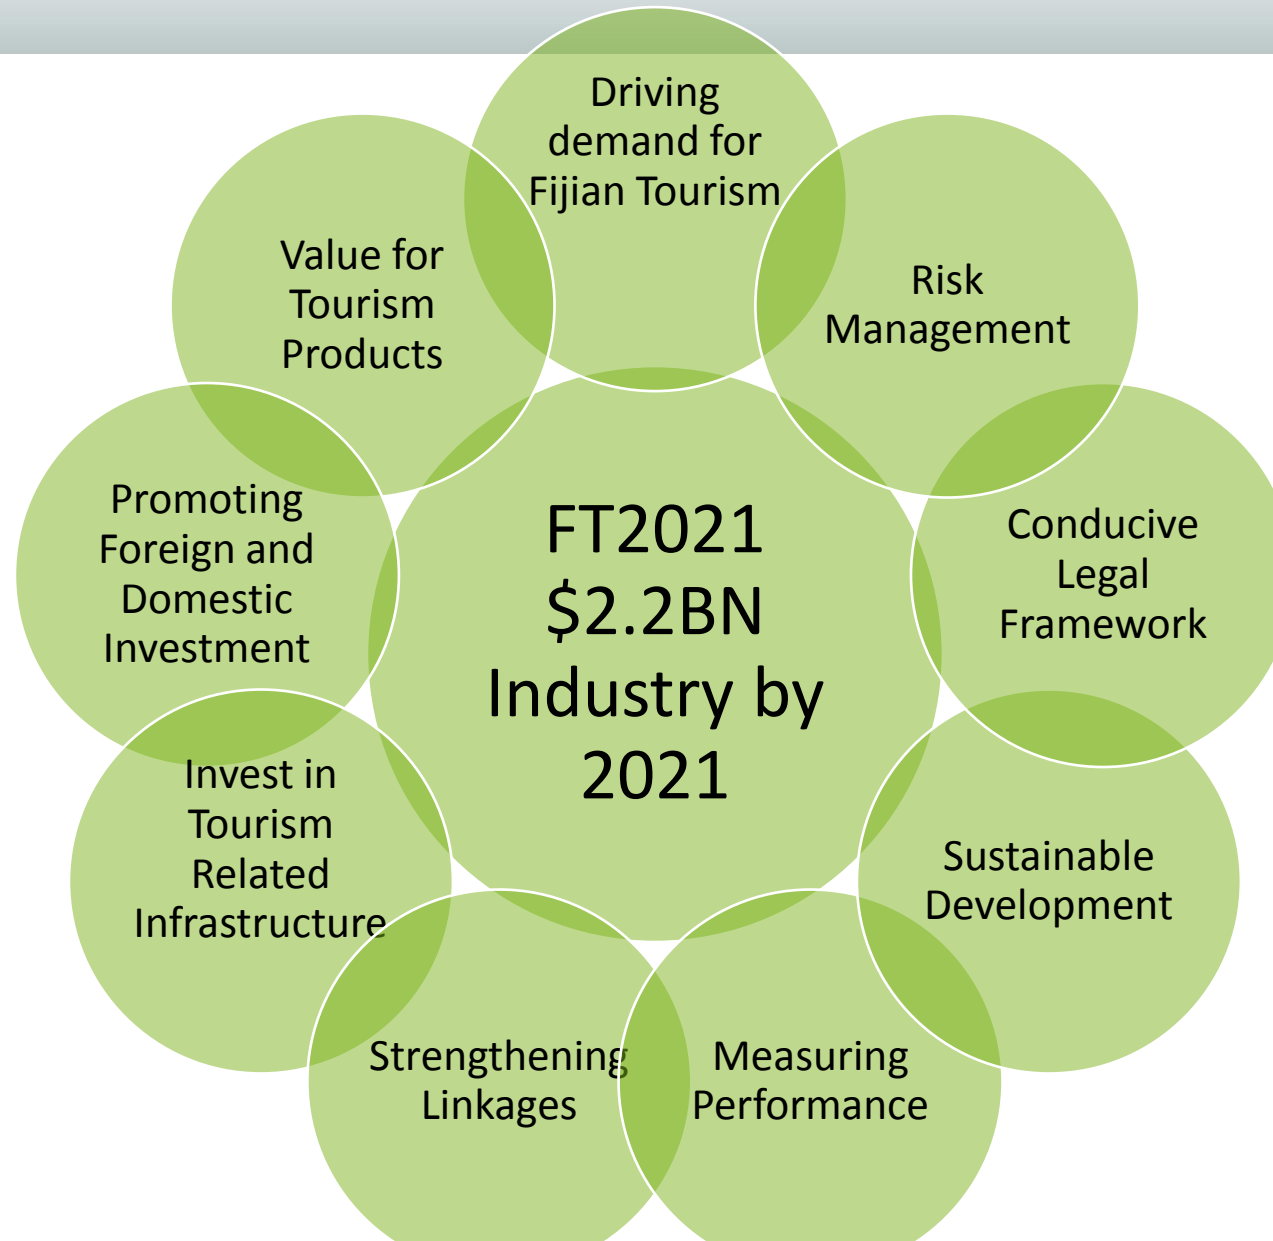 Driving
demand for
Fijian Tourism
Risk
Management
Conducive
Legal
Framework
Sustainable
Development
Measuring
Performance
Strengthening
Linkages
Invest in
Tourism
Related
Infrastructure
Promoting
Foreign and
Domestic
Investment
Value for
Tourism
Products
FT2021
$2.2BN
Industry by
2021